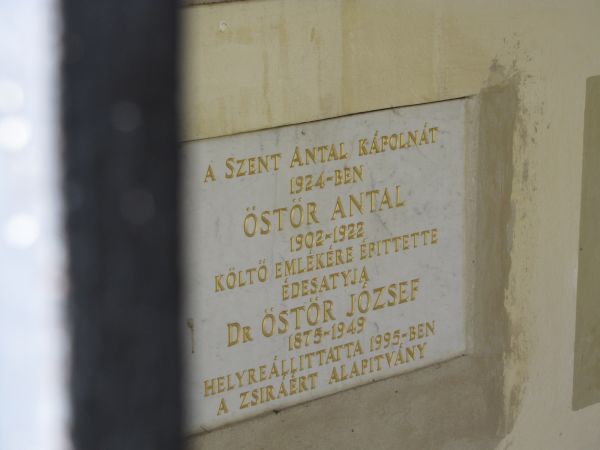 A SZENT ANTAL KÁPOLNÁT
1924-BEN
ÖSTÖR ANTAL
1902-1922
KÖLTŐ EMLÉKÉRE ÉPITTETTE
ÉDESATYJA
DR ÖSTÖR JÓZSEF
1875-1949
HELYREÁLLITTATTA 1995-BEN
A ZSIRÁÉRT ALAPITVÁNY